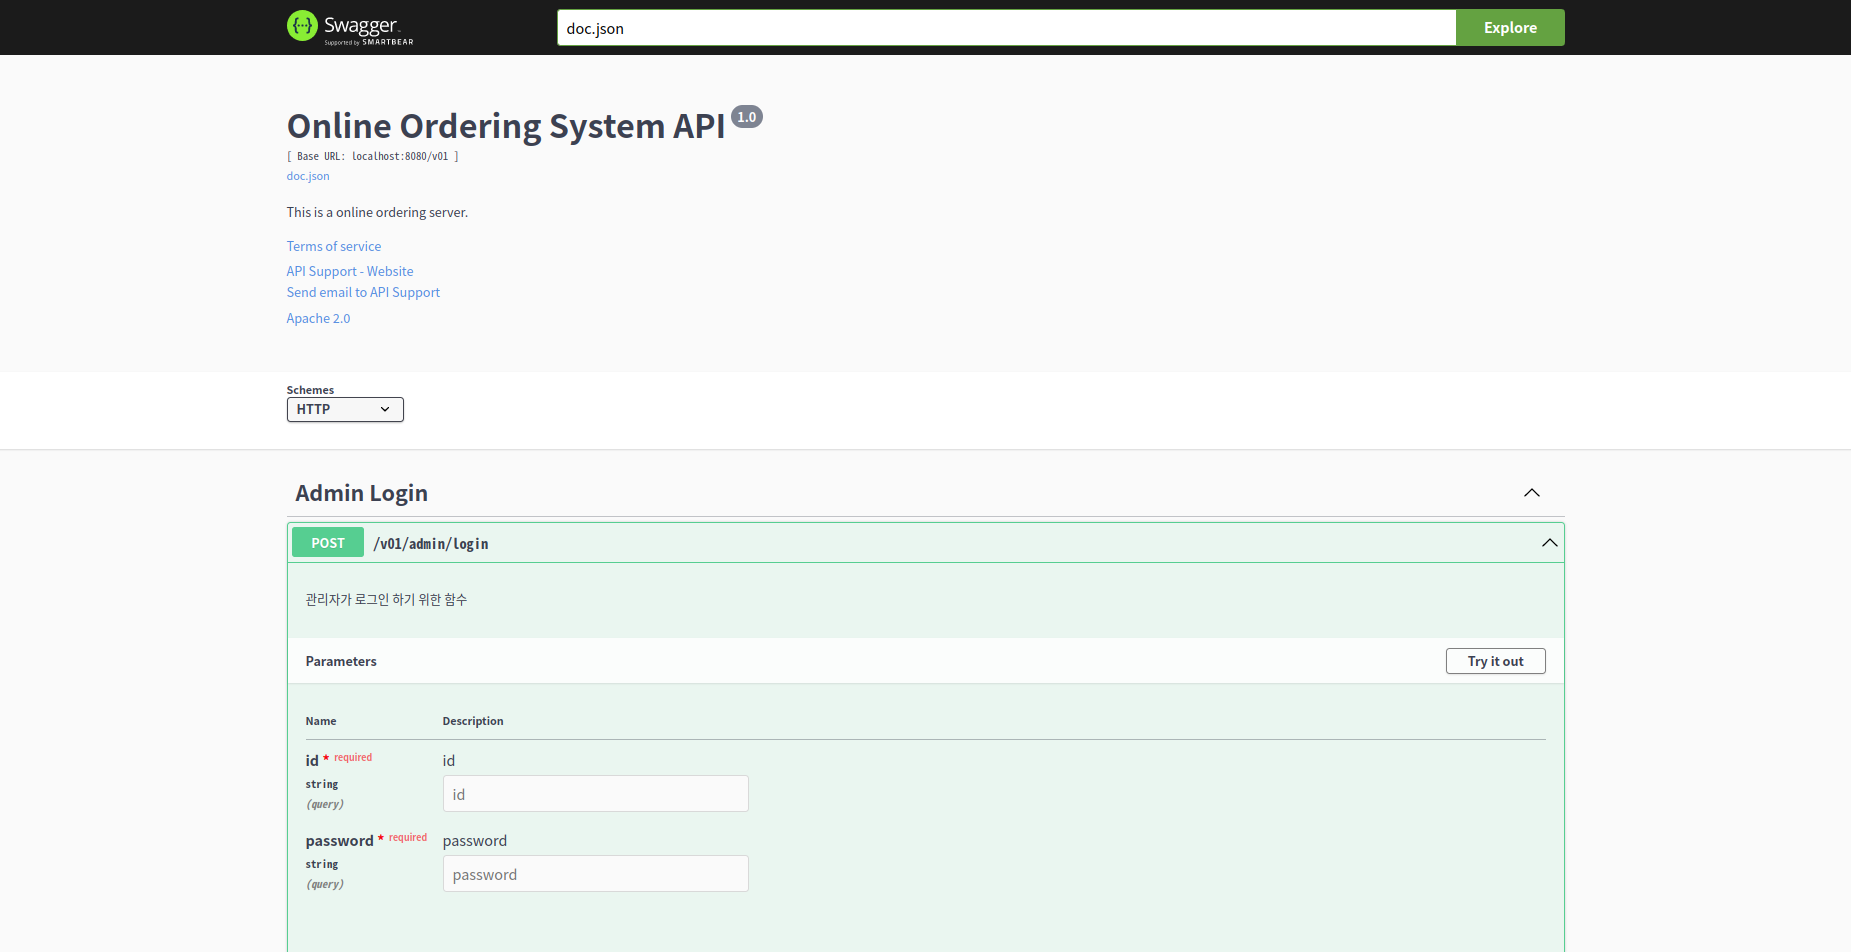 Swagger
Supported by SMARTBEAR
doc.json
Explore
Online Ordering System API 1.0
[ Base URL: localhost:8080/v01 ]
doc.json
This is a online ordering server.
Terms of service
API Support - Website
Send email to API Support
Apache 2.0
Schemes
HTTP
Admin Login
POST /v01/admin/login
관리자가 로그인 하기 위한 함수
Parameters
Try it out
Name Description
id * required id
string
(query)
id
password * required password
string
(query)
password